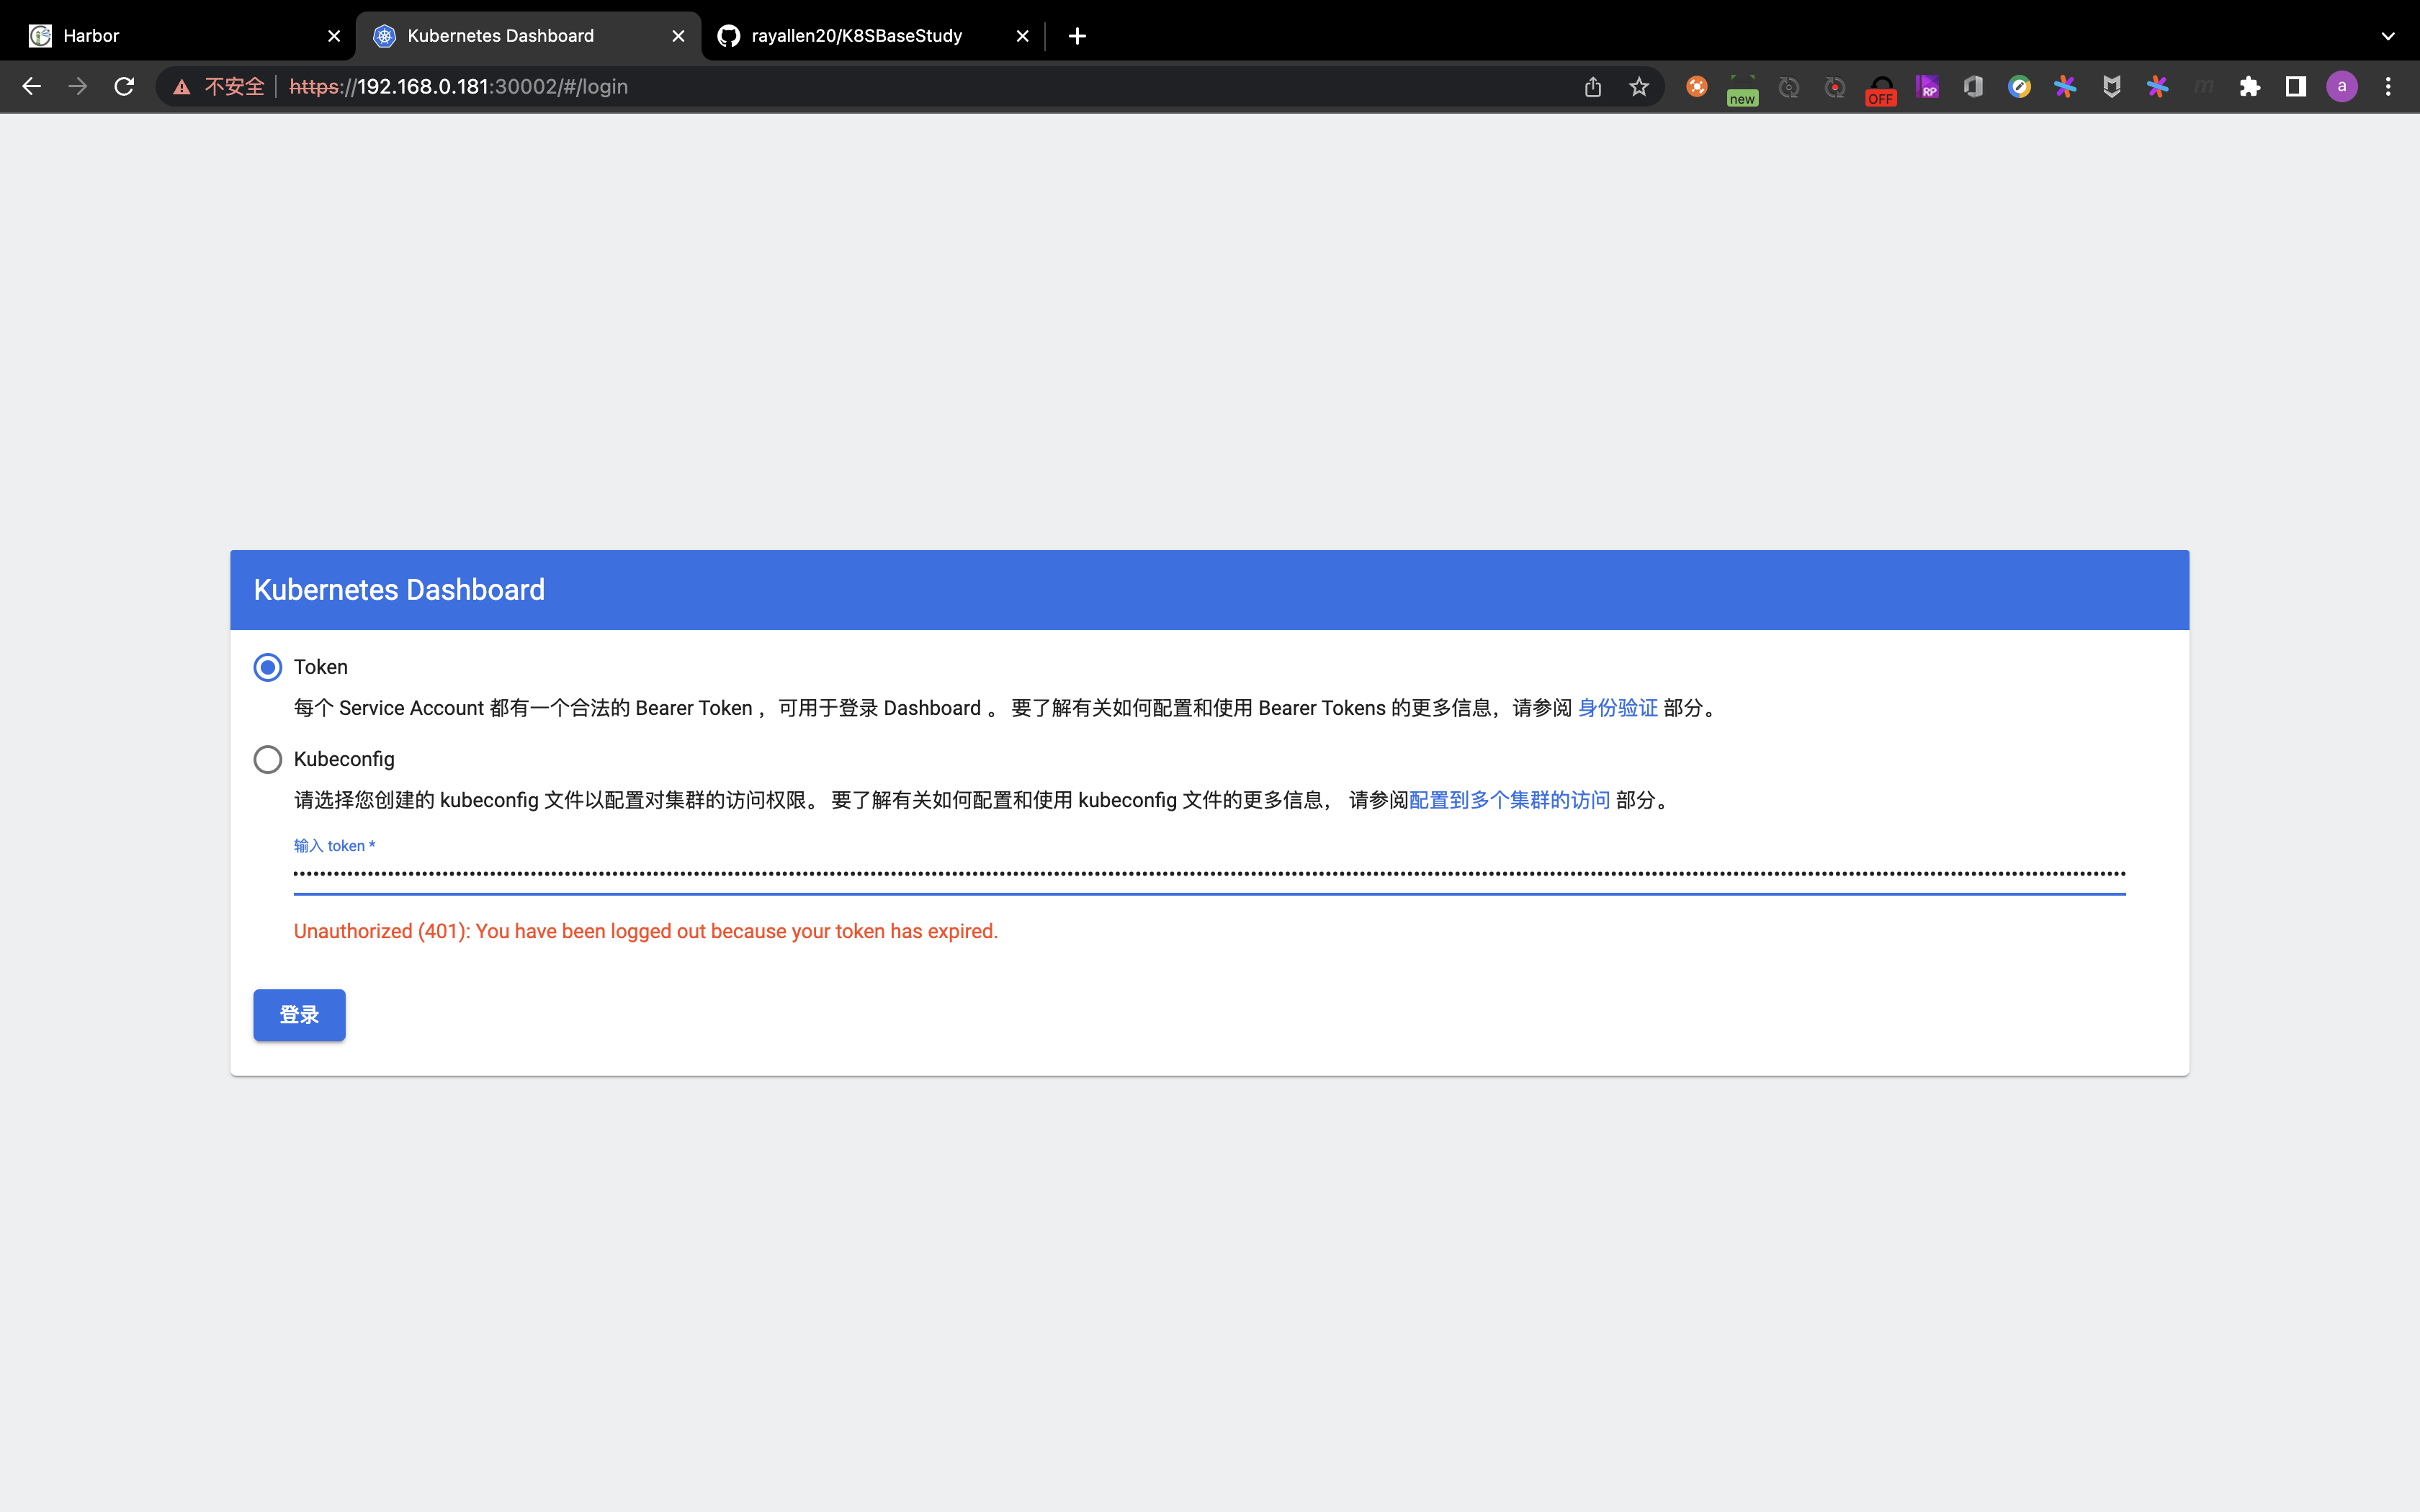 Harbor
Kubernetes Dashboard
rayallen20/K8SBaseStudy
不安全
https://192.168.0.181:30002/#/login
new
OFF
RP
m
a
Kubernetes Dashboard
Token
每个 Service Account 都有一个合法的 Bearer Token ，可用于登录 Dashboard 。 要了解有关如何配置和使用 Bearer Tokens 的更多信息，请参阅 身份验证 部分。
Kubeconfig
请选择您创建的 kubeconfig 文件以配置对集群的访问权限。 要了解有关如何配置和使用 kubeconfig 文件的更多信息， 请参阅配置到多个集群的访问 部分。
输入 token *
Unauthorized (401): You have been logged out because your token has expired.
登录